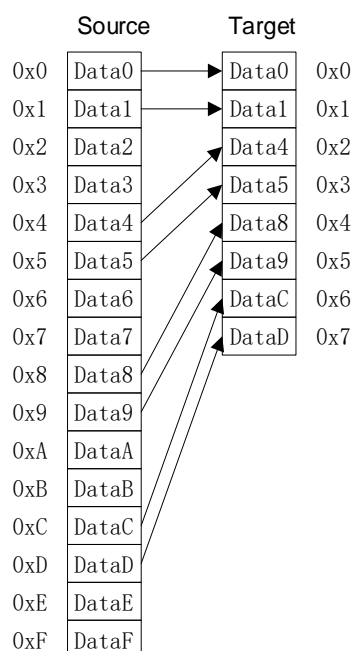 Source Target
0x0 Data0 Data0 0x0
0x1 Data1 Data1 0x1
0x2 Data2 Data4 0x2
0x3 Data3 Data5 0x3
0x4 Data4 Data8 0x4
0x5 Data5 Data9 0x5
0x6 Data6 DataC 0x6
0x7 Data7 DataD 0x7
0x8 Data8
0x9 Data9
0xA DataA
0xB DataB
0xC DataC
0xD DataD
0xE DataE
0xF DataF